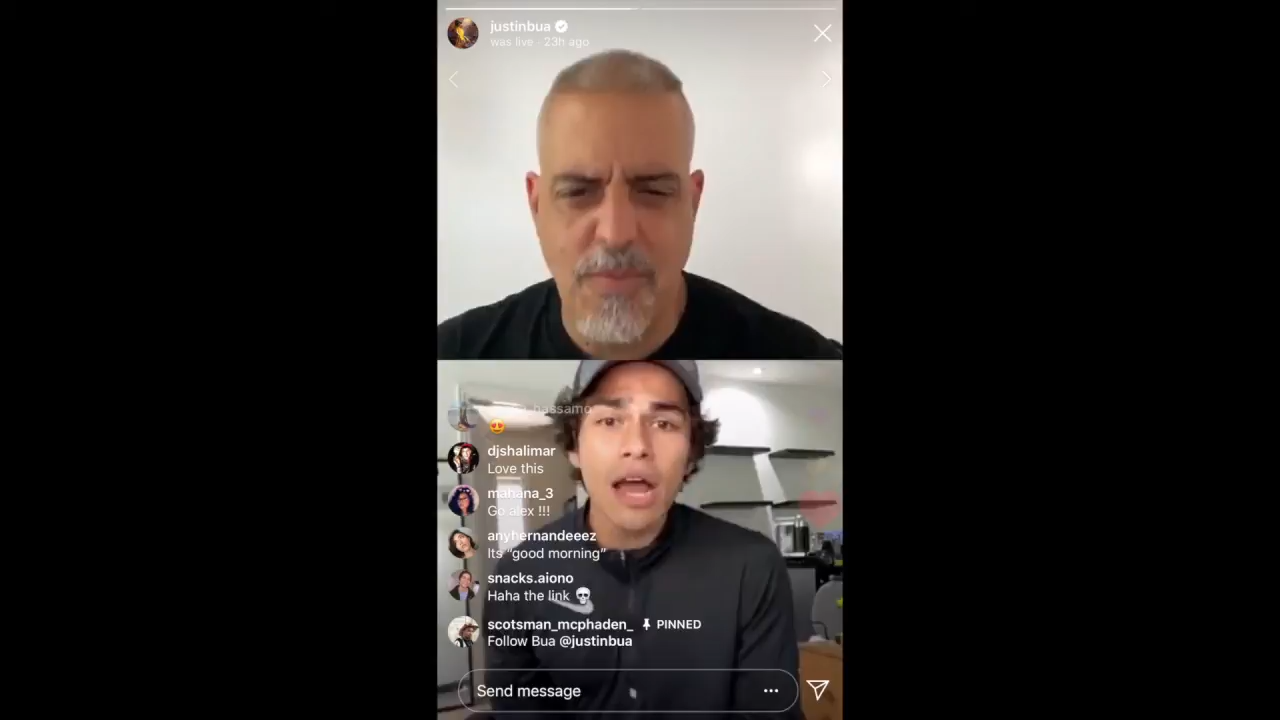 justinbua
was live · 23h ago
djshalimar
Love this
mahana_3
Go alex !!!
anyhernandeeez
Its “good morning”
snacks.aiono
Haha the link 💀
scotsman_mcphaden_ PINNED
Follow Bua @justinbua
Send message